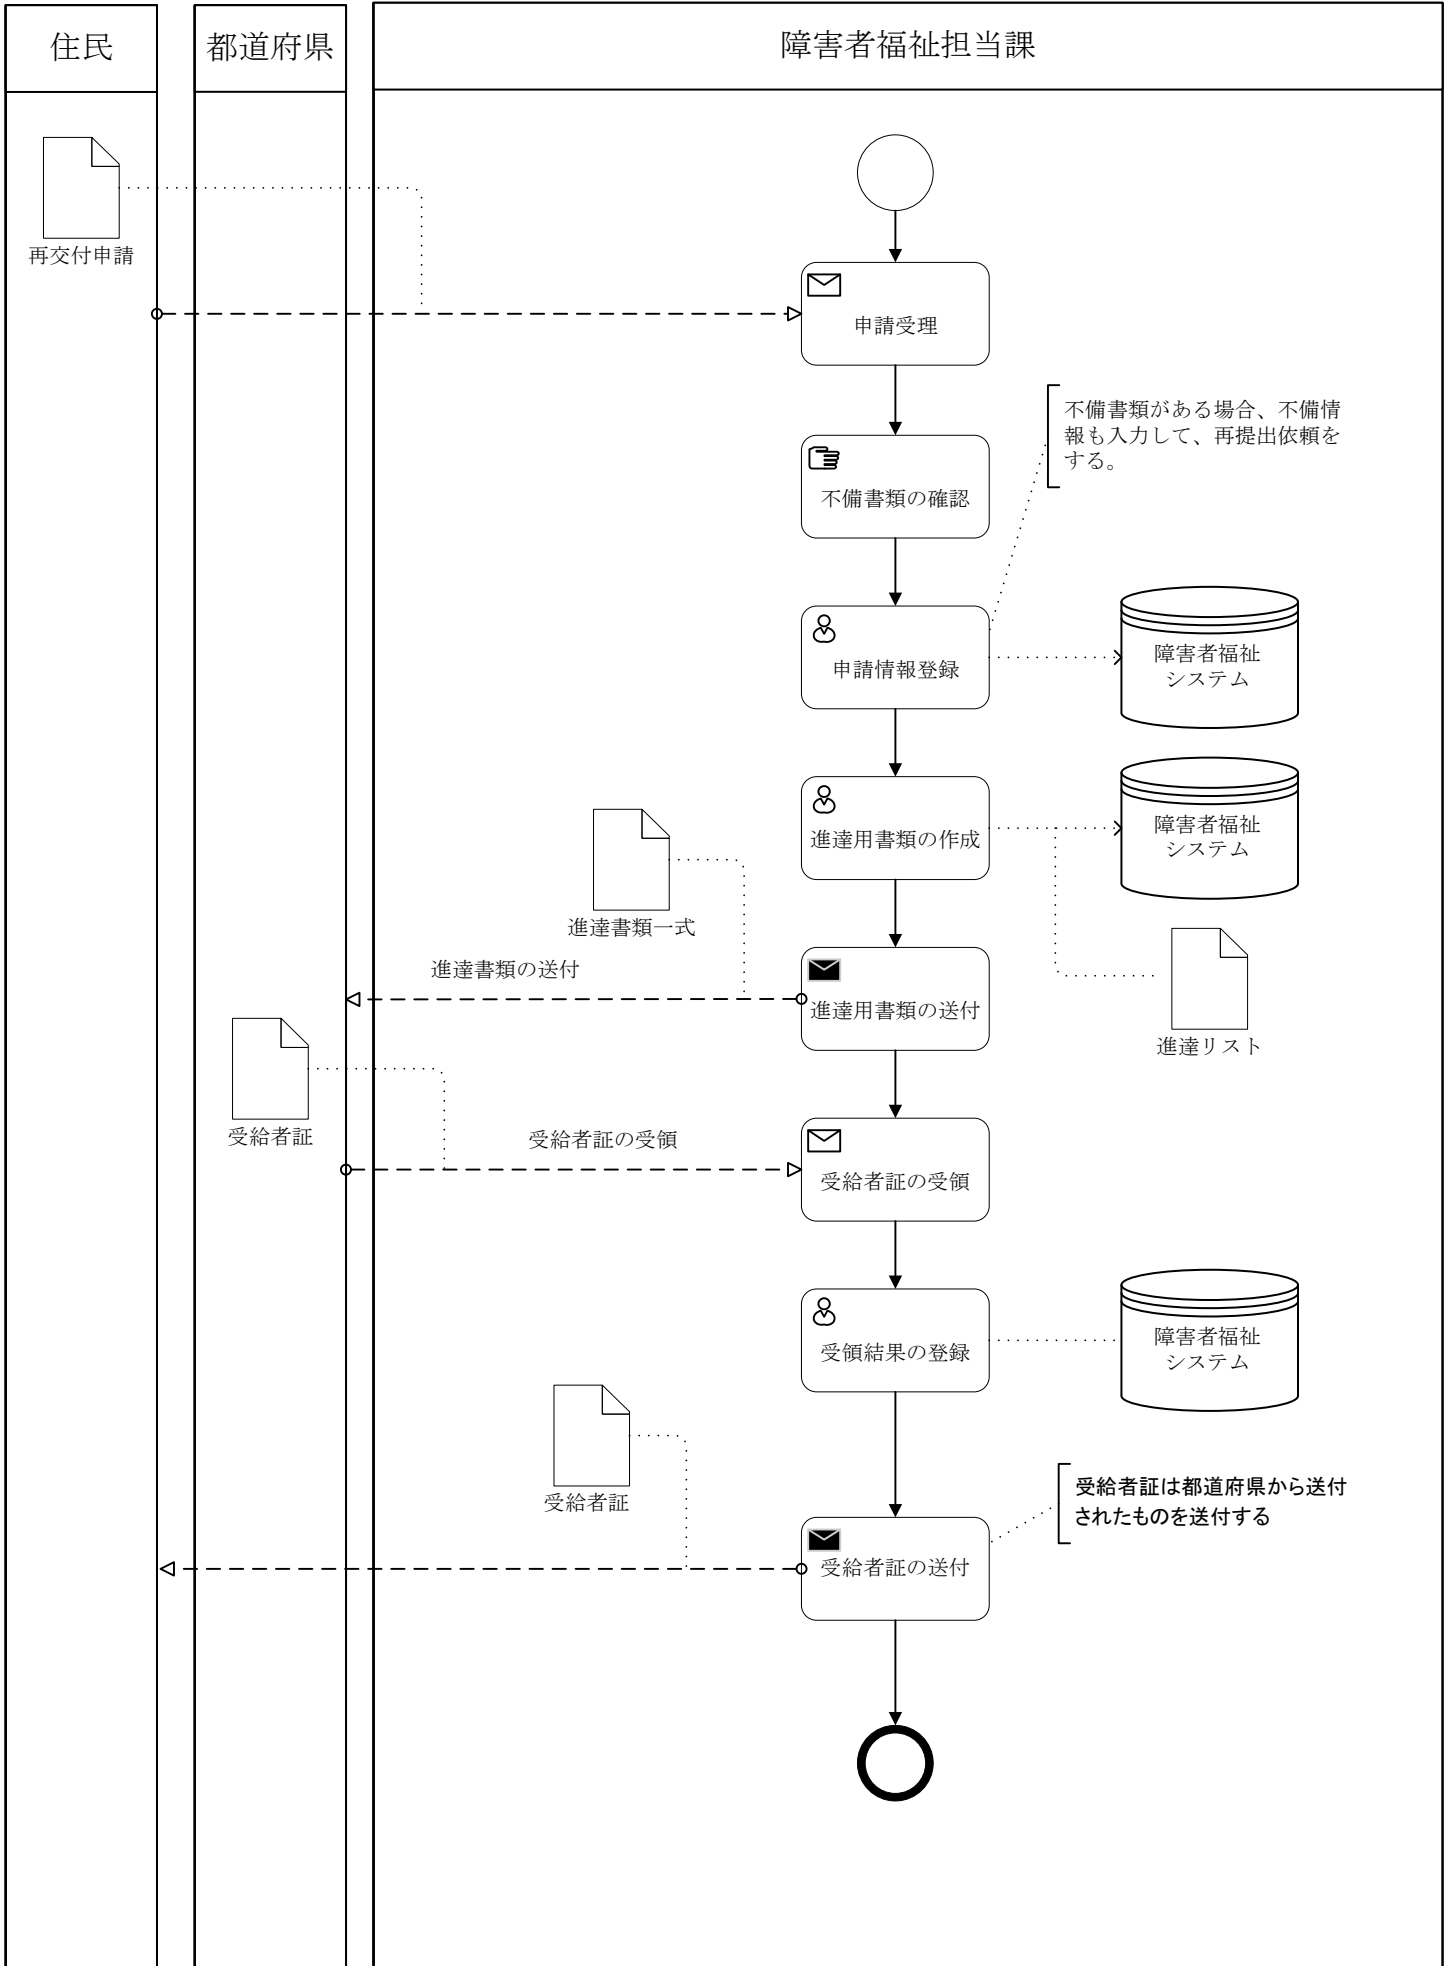 住民
都道府県
障害者福祉担当課
再交付申請
申請受理
不備書類がある場合、不備情
報も入力して、再提出依頼を
する。
不備書類の確認
申請情報登録
障害者福祉
システム
進達用書類の作成
障害者福祉
システム
進達書類一式
進達書類の送付
進達用書類の送付
進達リスト
受給者証
受給者証の受領
受給者証の受領
受領結果の登録
障害者福祉
システム
受給者証
受給者証は都道府県から送付
されたものを送付する
受給者証の送付